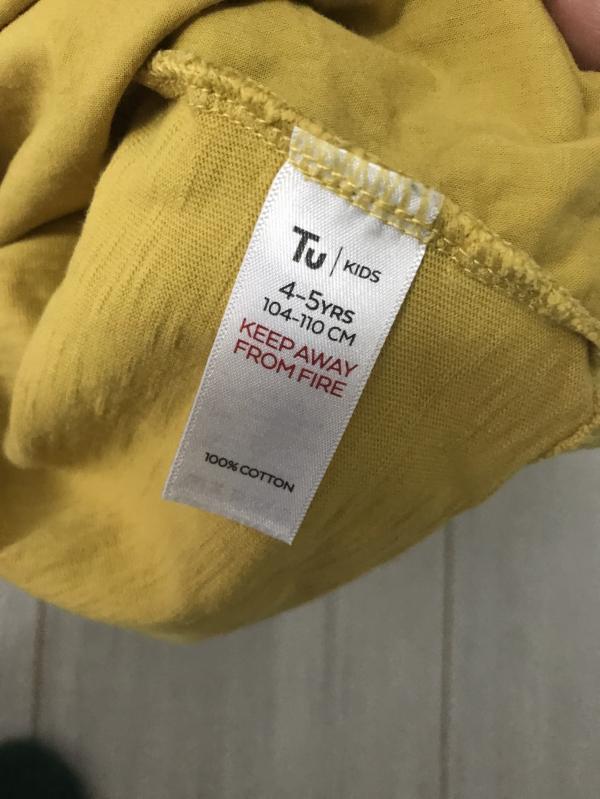 Tu | KIDS
4-5YRS
104-110 CM
KEEP AWAY
FROM FIRE
100% COTTON